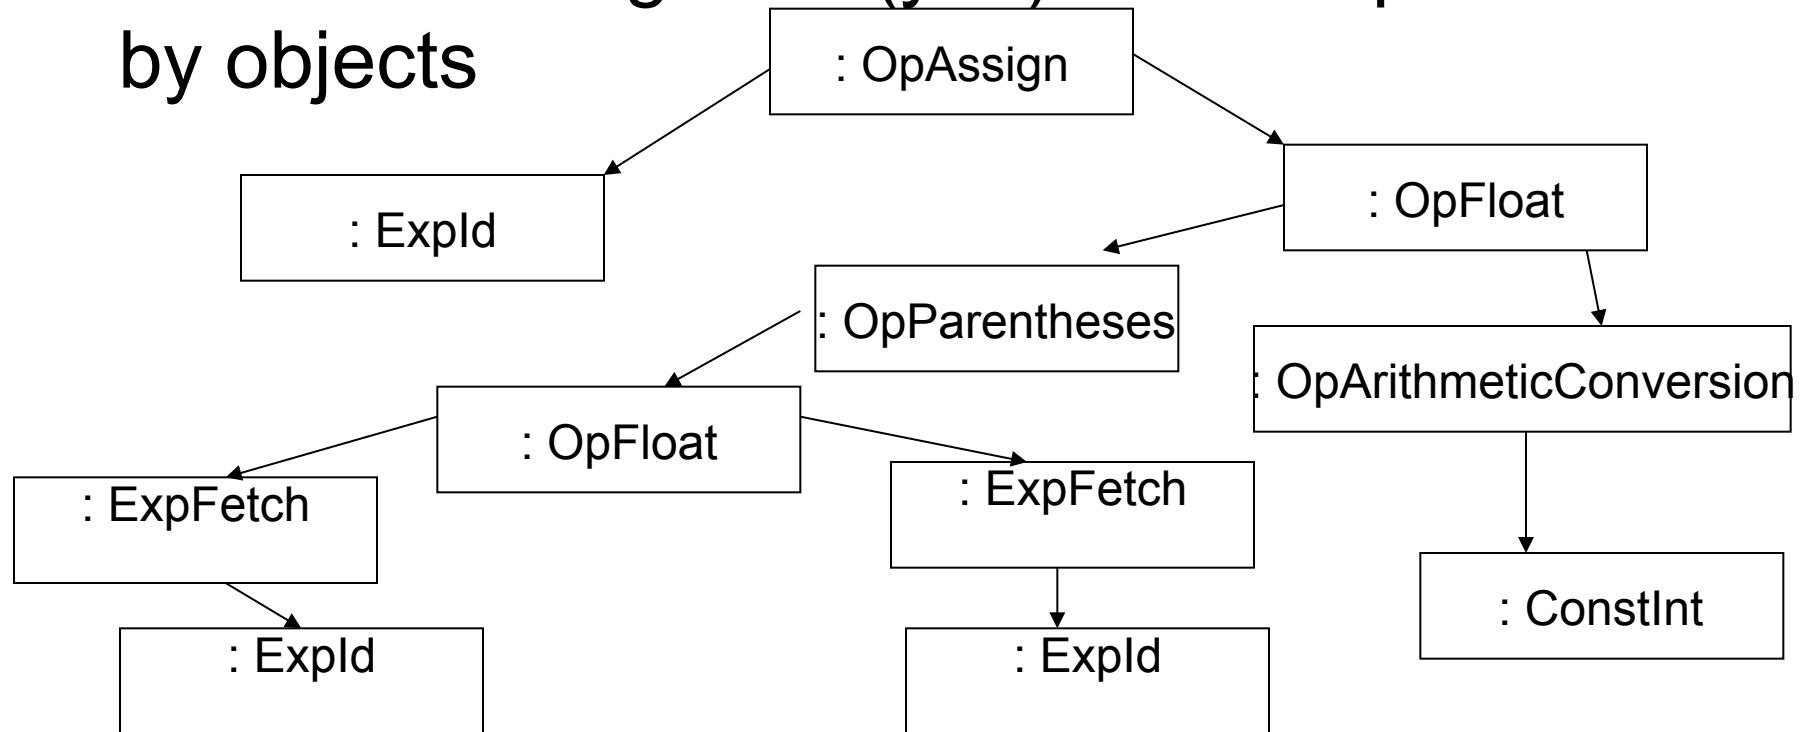 by objects
: OpAssign
: OpFloat
: ExpId
: OpParentheses
: OpArithmeticConversion
: OpFloat
: ExpFetch
: ExpFetch
: ConstInt
: ExpId
: ExpId